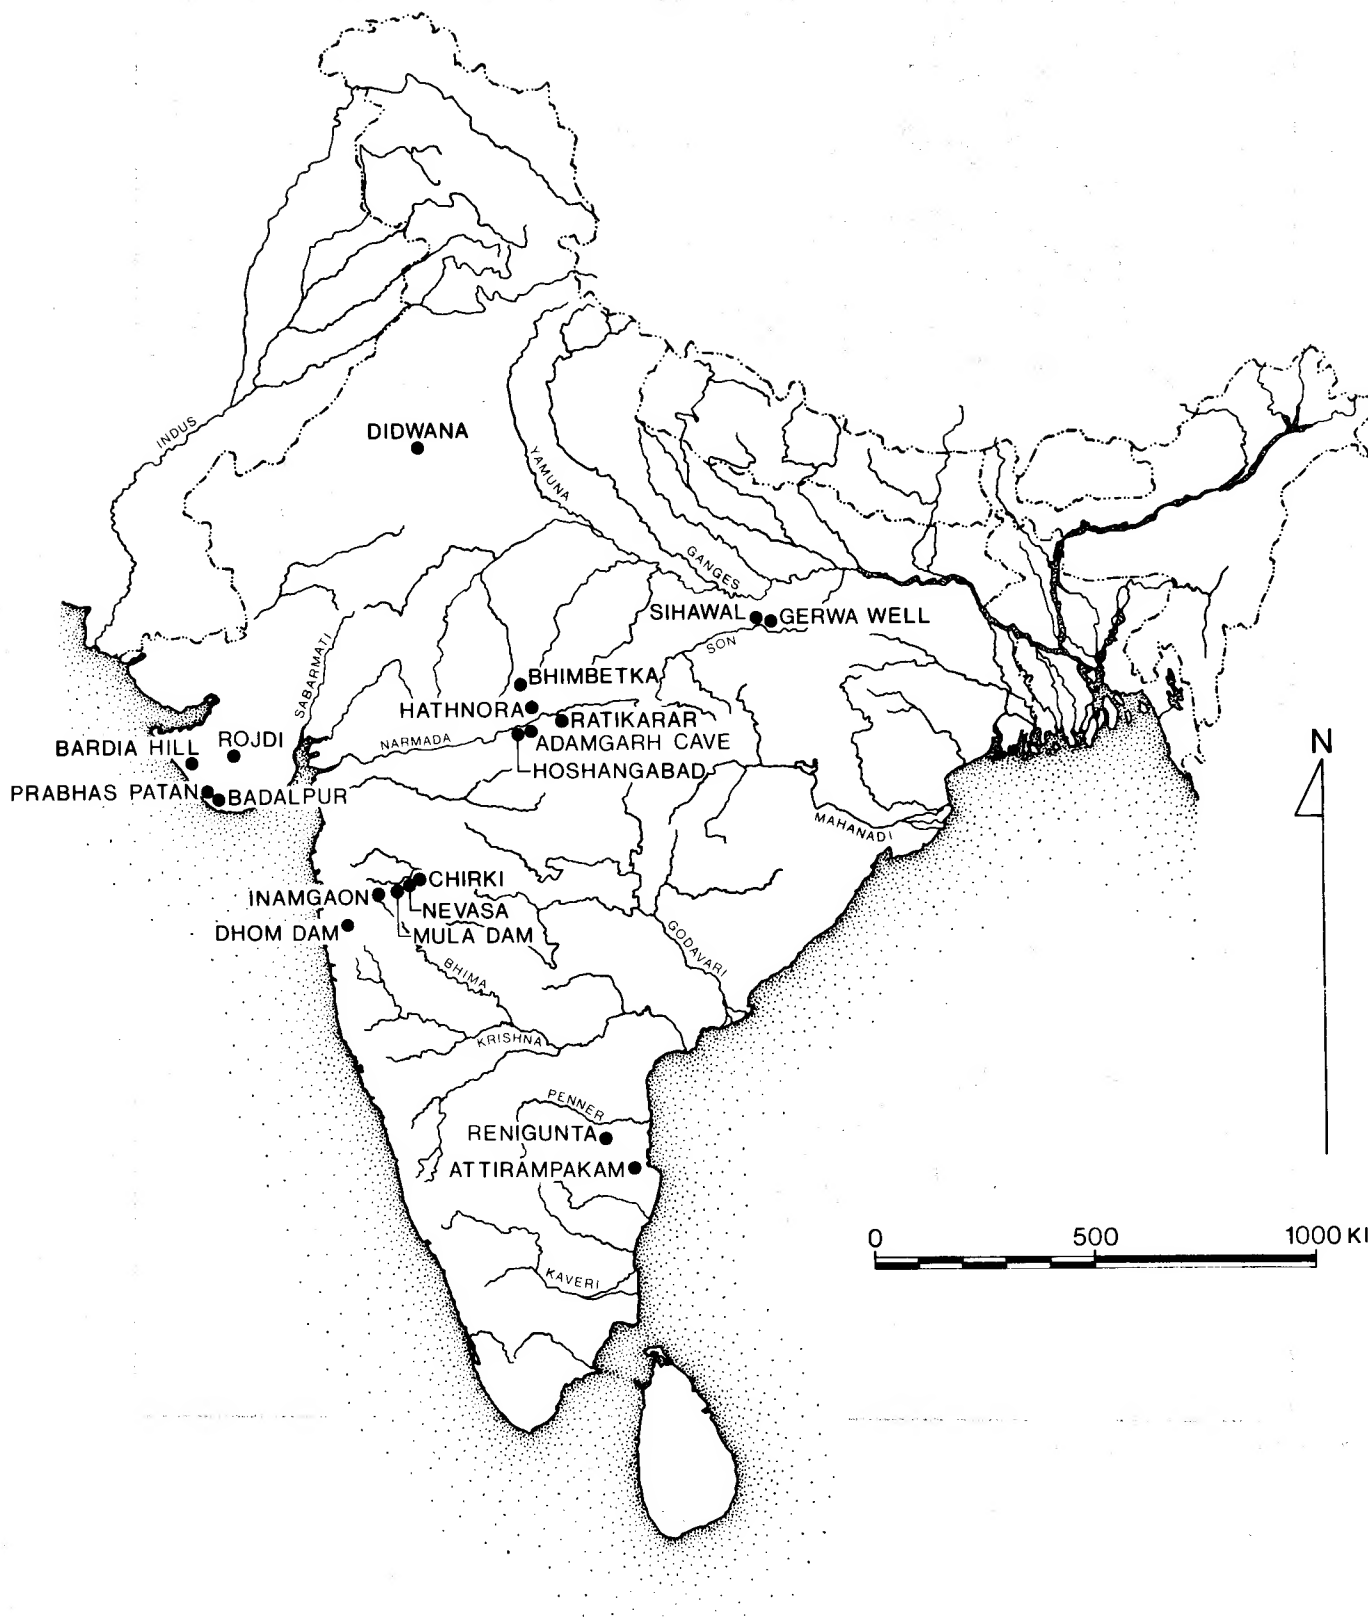 INDUS
DIDWANA
YAMUNA
GANGES
SIHAWAL
GERWA WELL
SON
SABARMATI
BHIMBETKA
HATHNORA
RATIKARAR
NARMADA
ADAMGARH CAVE
HOSHANGABAD
BARDIA HILL
ROJDI
PRABHAS PATAN
BADALPUR
N
MAHANADI
CHIRKI
INAMGAON
NEVASA
DHOM DAM
MULA DAM
GODAVARI
BHIMA
KRISHNA
PENNER
RENIGUNTA
ATTIRAMPAKAM
0 500 1000 KI
KAVERI